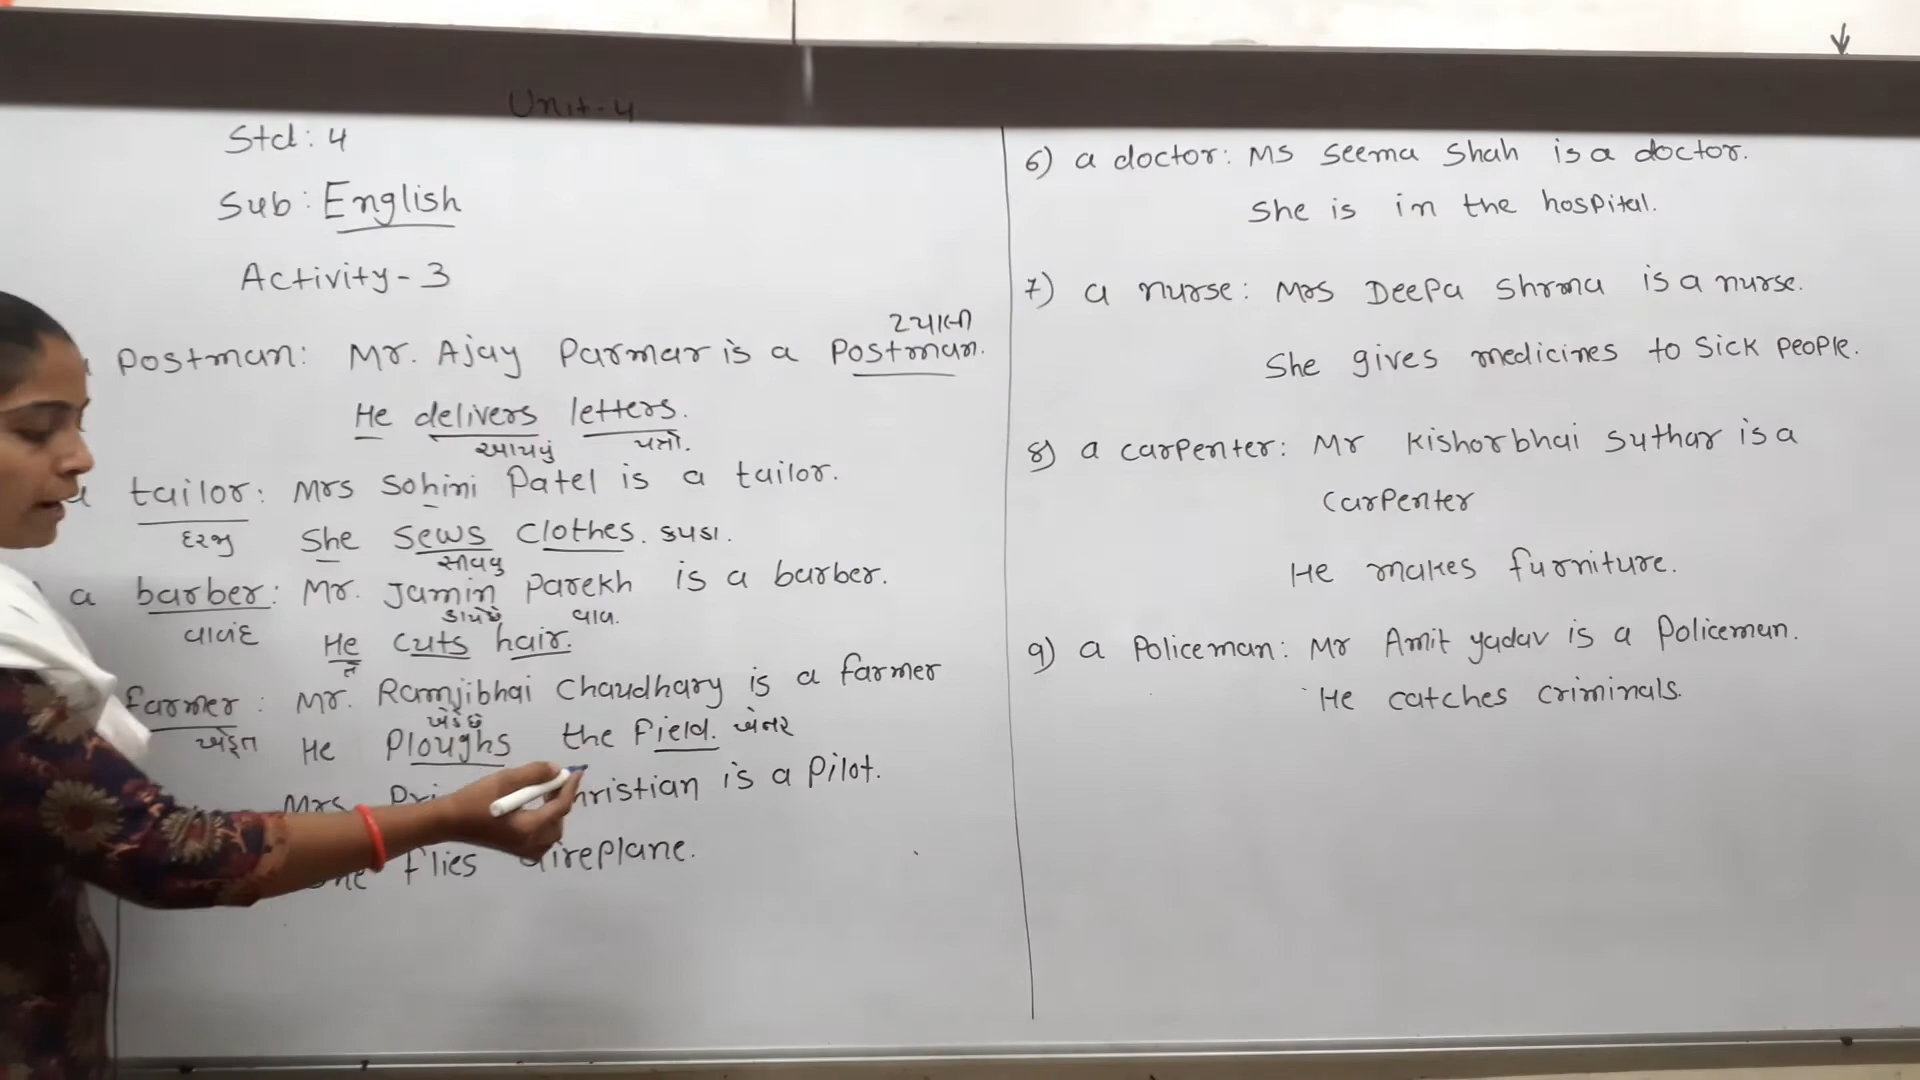 Unit-4
Std: 4
Sub: English
Activity-3
ટપાલી
Postman: Mr. Ajay Parmar is a Postman.
He delivers letters.
આપવું પત્રો.
a tailor: Mrs Sohini Patel is a tailor.
દરજી She sews clothes. કપડા.
સીવવુ
a barber: Mr. Jamin Parekh is a barber.
કાપેછે વાળ.
વાળંદ He cuts hair.
તે
farmer: Mr. Ramjibhai Chaudhary is a farmer
ખેડેછે
ખેડૂત He Ploughs the field. ખેતર
Mrs Christian is a Pilot.
flies aireplane.
6) a doctor: Ms Seema Shah is a doctor.
She is in the hospital.
7) a nurse: Mrs Deepa Shrma is a nurse.
She gives medicines to sick people.
8) a carpenter: Mr Kishorbhai Suthar is a
carpenter
He makes furniture.
9) a Policeman: Mr Amit yadav is a Policeman.
He catches criminals.